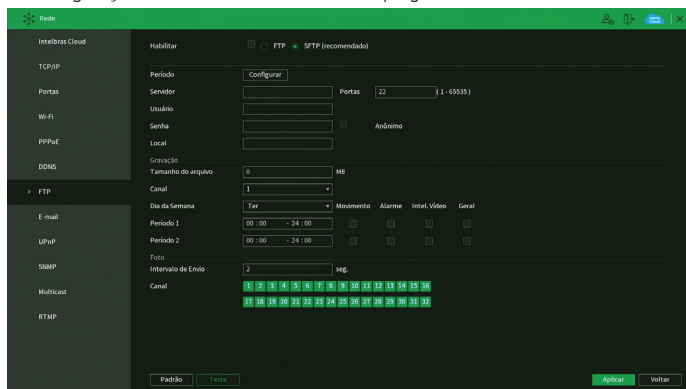 Rede
Intelbras Cloud
TCP/IP
Portas
Wi-Fi
PPPoE
DDNS
> FTP
E-mail
UPnP
SNMP
Multicast
RTMP
Habilitar FTP SFTP (recomendado)
Período Configurar
Servidor Portas 22 ( 1 - 65535 )
Usuário
Senha Anônimo
Local
Gravação
Tamanho do arquivo 0 ME
Canal 1
Dia da Semana Ter Movimento Alarme Intel. Vídeo Geral
Período 1 00 : 00 - 24 : 00
Período 2 00 : 00 - 24 : 00
Foto
Intervalo de Envio 2 seg.
Canal 1 2 3 4 5 6 7 8 9 10 11 12 13 14 15 16
17 18 19 20 21 22 23 24 25 26 27 28 29 30 31 32
Padrão Teste Aplicar Voltar